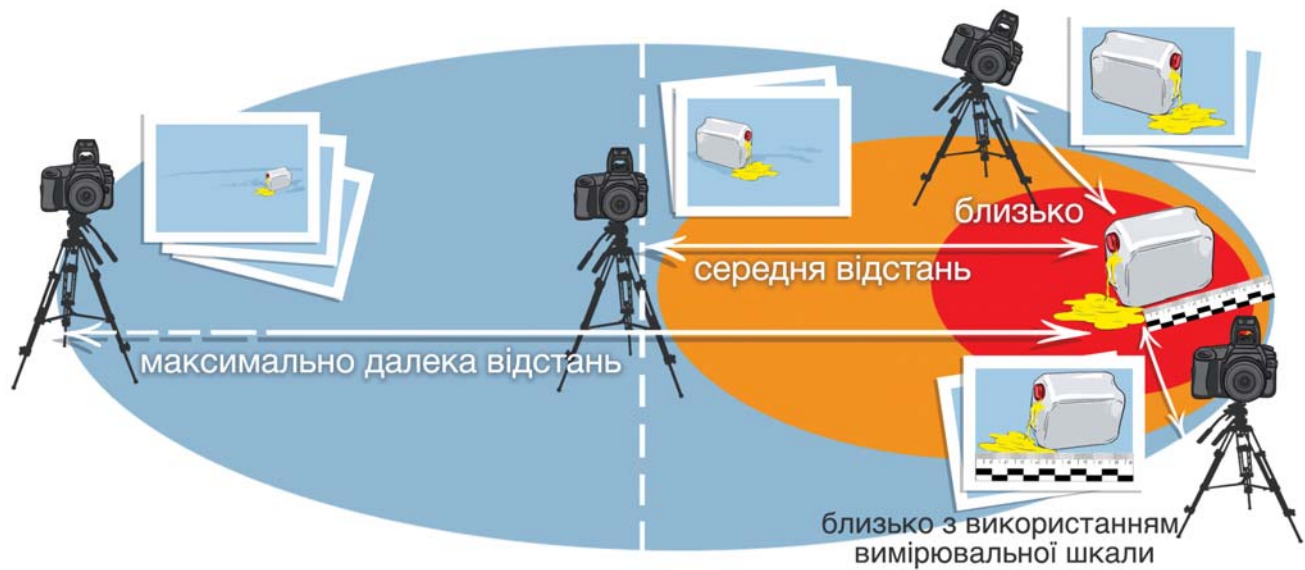 близько
середня відстань
максимально далека відстань
близько з використанням
вимірювальної шкали